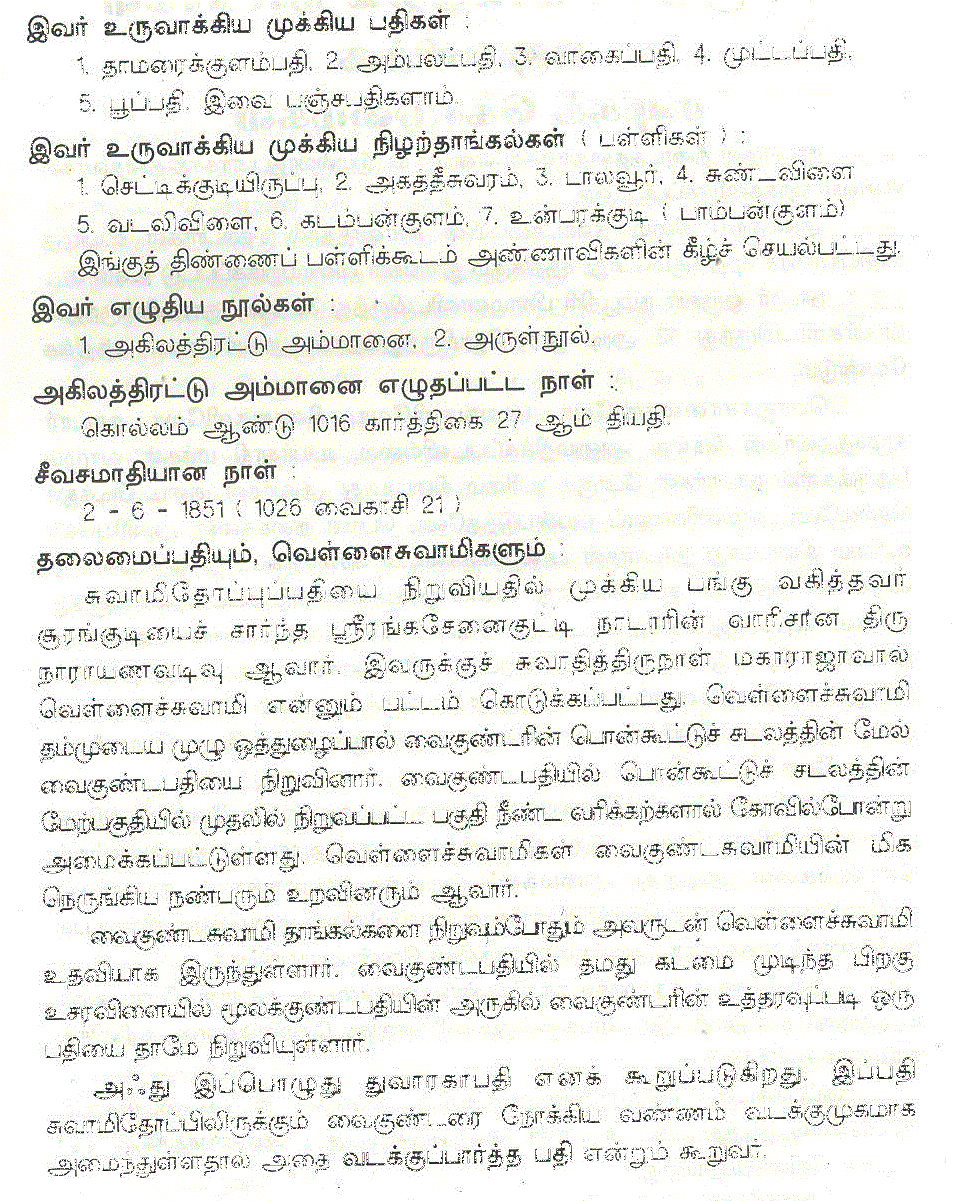 இவர் உருவாக்கிய முக்கிய பதிகள் :
1. தாமரைக்குளம்பதி, 2. அம்பலப்பதி, 3. வாகைப்பதி, 4. முட்டப்பதி,
5. பூப்பதி. இவை பஞ்சபதிகளாம்.
இவர் உருவாக்கிய முக்கிய நிழற்தாங்கல்கள் ( பள்ளிகள் ) :
1. செட்டிக்குடியிருப்பு, 2. அகத்தீசுவரம், 3. பாலவூர், 4. சுண்டவிளை
5. வடலிவிளை, 6. கடம்பன்குளம், 7. உன்பரக்குடி ( பாம்பன்குளம்)
இங்குத் திண்ணைப் பள்ளிக்கூடம் அண்ணாவிகளின் கீழ்ச் செயல்பட்டது.
இவர் எழுதிய நூல்கள் :
1. அகிலத்திரட்டு அம்மானை, 2. அருள்நூல்.
அகிலத்திரட்டு அம்மானை எழுதப்பட்ட நாள் :
கொல்லம் ஆண்டு 1016 கார்த்திகை 27 ஆம் தியதி.
சீவசமாதியான நாள் :
2 - 6 - 1851 ( 1026 வைகாசி 21 )
தலைமைப்பதியும், வெள்ளைசுவாமிகளும் :
சுவாமிதோப்புப்பதியை நிறுவியதில் முக்கிய பங்கு வகித்தவர்
சூரங்குடியைச் சார்ந்த ஸ்ரீரங்கசேனைகுட்டி நாடாரின் வாரிசான திரு
நாராயணவடிவு ஆவார். இவருக்குச் சுவாதித்திருநாள் மகாராஜாவால்
வெள்ளைச்சுவாமி என்னும் பட்டம் கொடுக்கப்பட்டது. வெள்ளைச்சுவாமி
தம்முடைய முழு ஒத்துழைப்பால் வைகுண்டரின் பொன்கூட்டுச் சடலத்தின் மேல்
வைகுண்டபதியை நிறுவினார். வைகுண்டபதியில் பொன்கூட்டுச் சடலத்தின்
மேற்பகுதியில் முதலில் நிறுவப்பட்ட பகுதி நீண்ட வரிக்கற்களால் கோவில்போன்று
அமைக்கப்பட்டுள்ளது. வெள்ளைச்சுவாமிகள் வைகுண்டசுவாமியின் மிக
நெருங்கிய நண்பரும் உறவினரும் ஆவார்.
வைகுண்டசுவாமி தாங்கல்களை நிறுவும்போதும் அவருடன் வெள்ளைச்சுவாமி
உதவியாக இருந்துள்ளார். வைகுண்டபதியில் தமது கடமை முடிந்த பிறகு
உசரவிளையில் மூலக்குண்டபதியின் அருகில் வைகுண்டரின் உத்தரவுப்படி ஒரு
பதியை தாமே நிறுவியுள்ளார்.
அஃது இப்பொழுது துவாரகாபதி எனக் கூறுப்படுகிறது. இப்பதி
சுவாமிதோப்பிலிருக்கும் வைகுண்டரை நோக்கிய வண்ணம் வடக்குமுகமாக
அமைந்துள்ளதால் அதை வடக்குப்பார்த்த பதி என்றும் கூறுவர்.